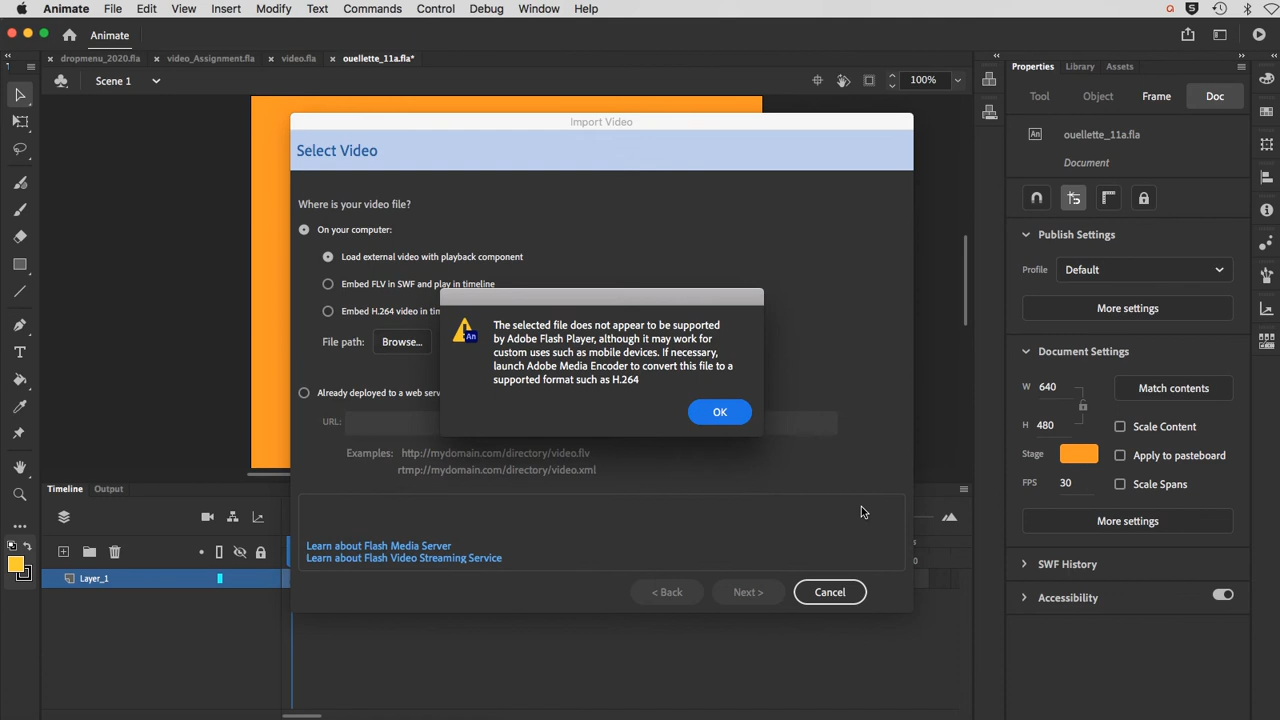 Animate File Edit View Insert Modify Text Commands Control Debug Window Help
Animate
dropmenu_2020.fla video_Assignment.fla video.fla ouellette_11a.fla*
Scene 1 100%
Import Video
Select Video
Where is your video file?
On your computer:
Load external video with playback component
Embed FLV in SWF and play in timeline
Embed H.264 video in tim
File path: Browse...
Already deployed to a web serv
URL:
Examples: http://mydomain.com/directory/video.flv
rtmp://mydomain.com/directory/video.xml
Learn about Flash Media Server
Learn about Flash Video Streaming Service
< Back Next > Cancel
The selected file does not appear to be supported
by Adobe Flash Player, although it may work for
custom uses such as mobile devices. If necessary,
launch Adobe Media Encoder to convert this file to a
supported format such as H.264
An
OK
Timeline Output
Layer_1
Properties Library Assets
Tool Object Frame Doc
An ouellette_11a.fla
Document
Publish Settings
Profile Default
More settings
Document Settings
W 640 Match contents
H 480 Scale Content
Stage Apply to pasteboard
FPS 30 Scale Spans
More settings
SWF History
Accessibility